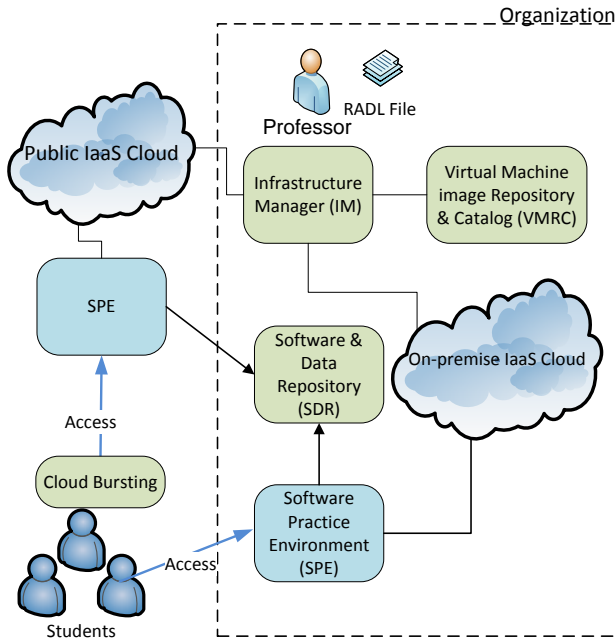 Organization
RADL File
Professor
Public IaaS Cloud
Infrastructure
Manager (IM)
Virtual Machine
image Repository
& Catalog (VMRC)
SPE
Software &
Data
Repository
(SDR)
On-premise IaaS Cloud
Access
Cloud Bursting
Software
Practice
Environment
(SPE)
Access
Students